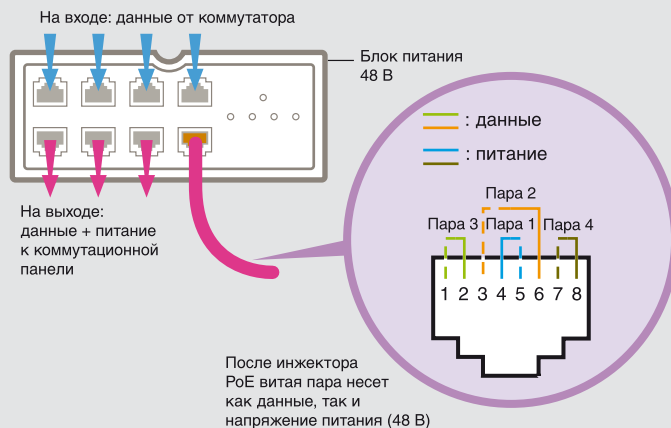 На входе: данные от коммутатора
Блок питания
48 В
: данные
: питание
Пара 2
Пара 3 Пара 1 Пара 4
1 2 3 4 5 6 7 8
На выходе:
данные + питание
к коммутационной
панели
После инжектора
PoE витая пара несет
как данные, так и
напряжение питания (48 В)